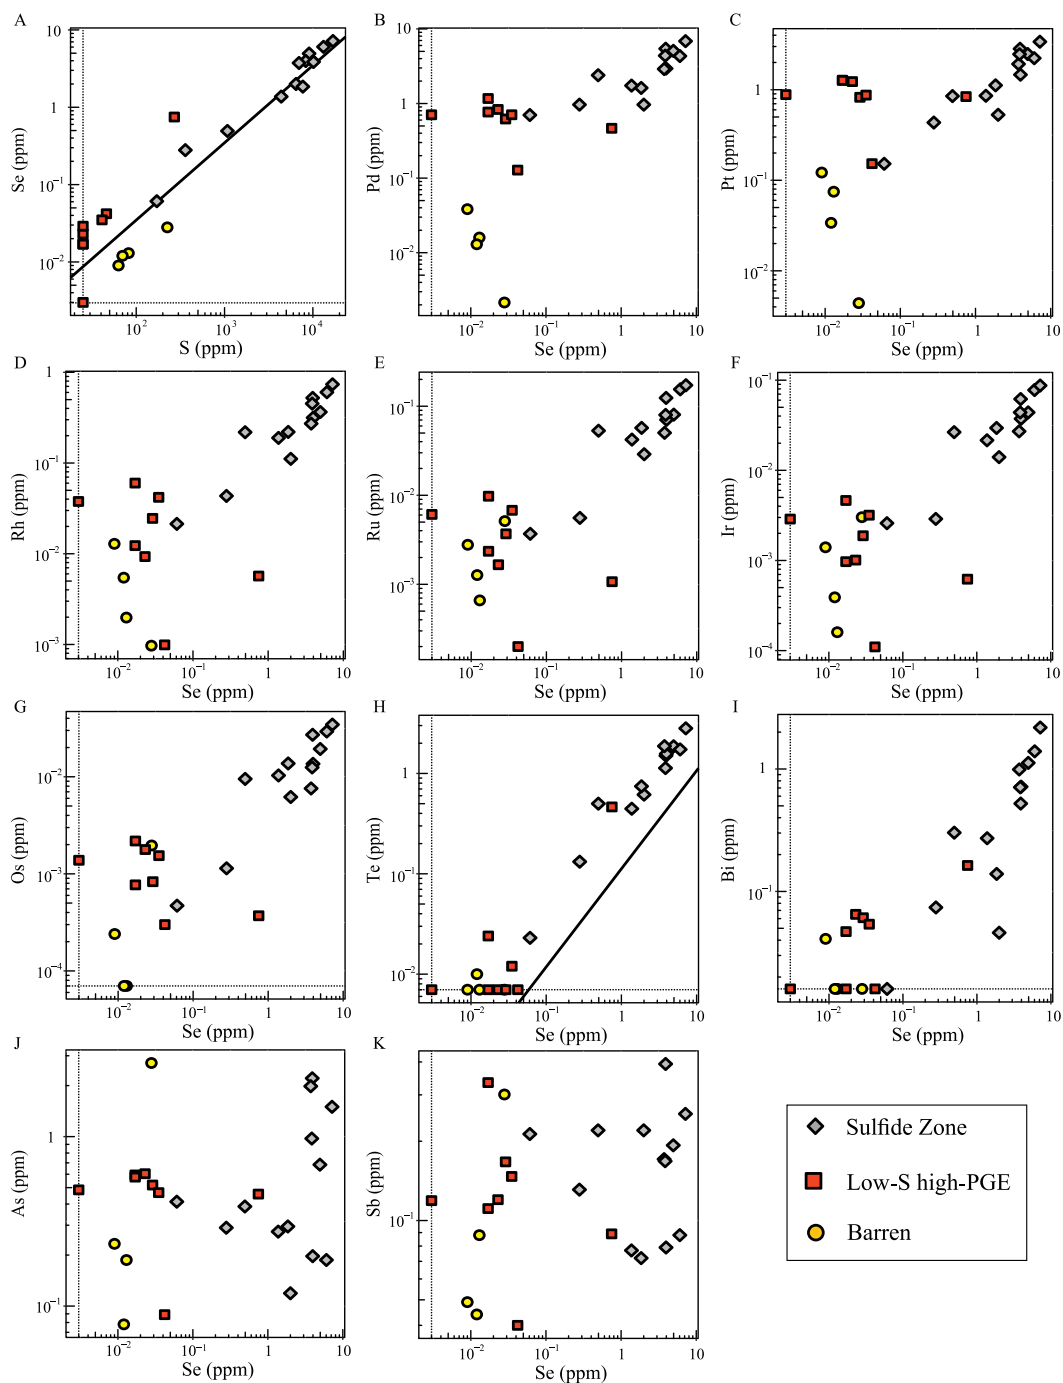 A
Se (ppm)
10
1
10⁻¹
10⁻²
10² 10³ 10⁴
S (ppm)
B
Pd (ppm)
10
1
10⁻¹
10⁻²
10⁻² 10⁻¹ 1 10
Se (ppm)
C
Pt (ppm)
1
10⁻¹
10⁻²
10⁻² 10⁻¹ 1 10
Se (ppm)
D
Rh (ppm)
1
10⁻¹
10⁻²
10⁻³
10⁻² 10⁻¹ 1 10
Se (ppm)
E
Ru (ppm)
10⁻¹
10⁻²
10⁻³
10⁻² 10⁻¹ 1 10
Se (ppm)
F
Ir (ppm)
10⁻¹
10⁻²
10⁻³
10⁻⁴
10⁻² 10⁻¹ 1 10
Se (ppm)
G
Os (ppm)
10⁻²
10⁻³
10⁻⁴
10⁻² 10⁻¹ 1 10
Se (ppm)
H
Te (ppm)
1
10⁻¹
10⁻²
10⁻² 10⁻¹ 1 10
Se (ppm)
I
Bi (ppm)
1
10⁻¹
10⁻² 10⁻¹ 1 10
Se (ppm)
J
As (ppm)
1
10⁻¹
10⁻² 10⁻¹ 1 10
Se (ppm)
K
Sb (ppm)
10⁻¹
10⁻² 10⁻¹ 1 10
Se (ppm)
Sulfide Zone
Low-S high-PGE
Barren